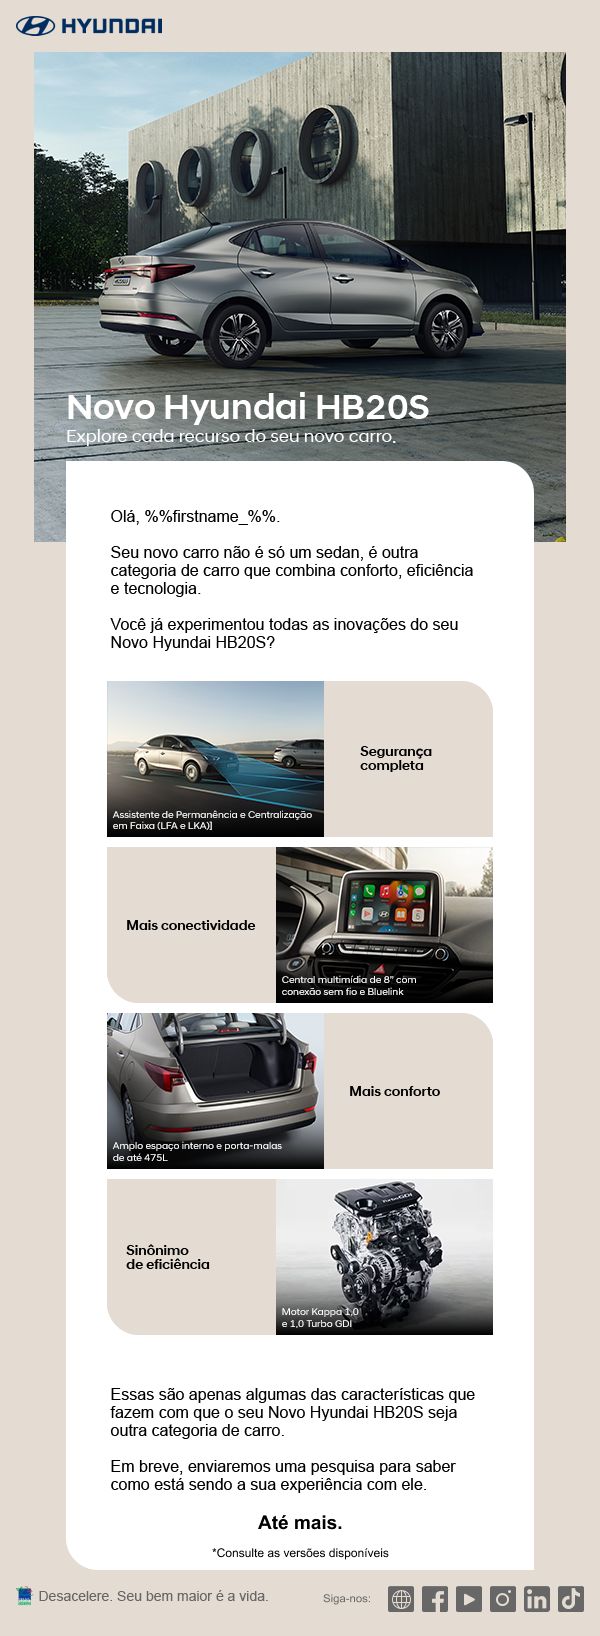 HYUNDAI
Novo Hyundai HB20S
Explore cada recurso do seu novo carro.
Olá, %%firstname_%%.
Seu novo carro não é só um sedan, é outra
categoria de carro que combina conforto, eficiência
e tecnologia.
Você já experimentou todas as inovações do seu
Novo Hyundai HB20S?
Assistente de Permanência e Centralização
em Faixa (LFA e LKA)]
Segurança
completa
Mais conectividade
Central multimídia de 8" com
conexão sem fio e Bluelink
Amplo espaço interno e porta-malas
de até 475L
Mais conforto
Sinônimo
de eficiência
TurboGDI
Motor Kappa 1,0
e 1,0 Turbo GDI
Essas são apenas algumas das características que
fazem com que o seu Novo Hyundai HB20S seja
outra categoria de carro.
Em breve, enviaremos uma pesquisa para saber
como está sendo a sua experiência com ele.
Até mais.
*Consulte as versões disponíveis
Desacelere. Seu bem maior é a vida.
Siga-nos: